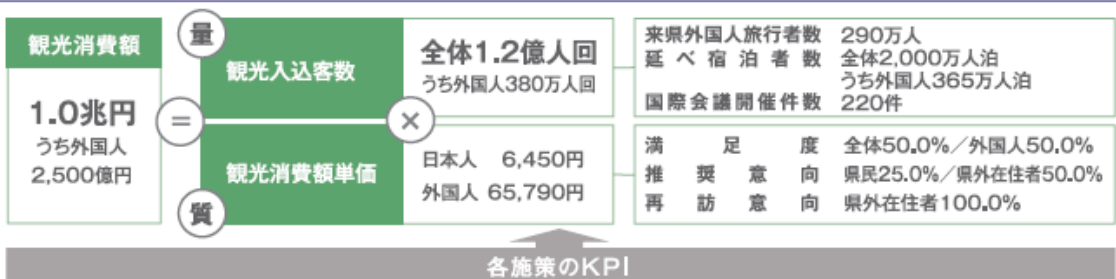 観光消費額
1.0兆円
うち外国人
2,500億円
=
量
観光入込客数
全体1.2億人回
うち外国人380万人回
×
質
観光消費額単価
日本人 6,450円
外国人 65,790円
来県外国人旅行者数 290万人
延べ宿泊者数 全体2,000万人泊
うち外国人365万人泊
国際会議開催件数 220件
満足度 全体50.0%/外国人50.0%
推奨意向 県民25.0%/県外在住者50.0%
再訪意向 県外在住者100.0%
各施策のKPI